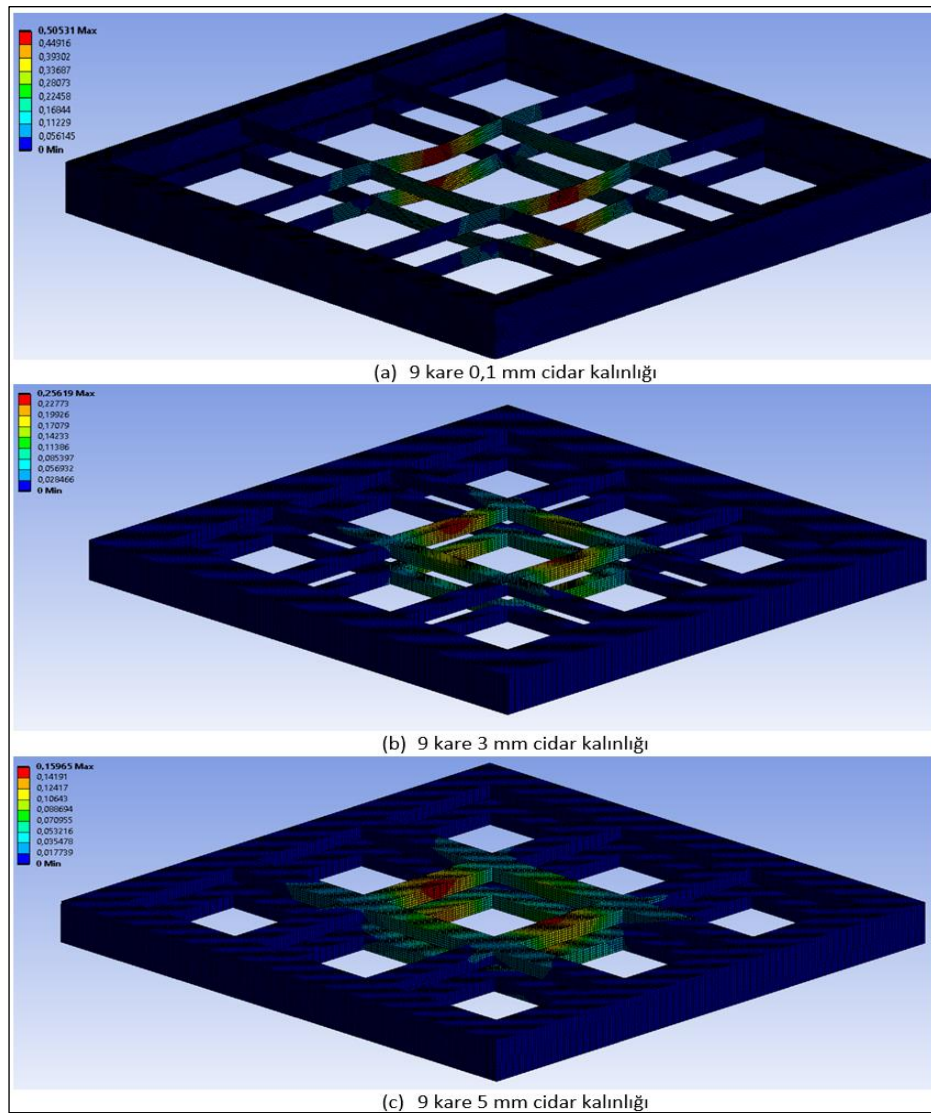 0,50531 Max
0,44916
0,39302
0,33687
0,28073
0,22458
0,16844
0,11229
0,056145
0 Min
(a) 9 kare 0,1 mm cidar kalınlığı
0,25619 Max
0,22773
0,19926
0,17079
0,14233
0,11386
0,085397
0,056932
0,028466
0 Min
(b) 9 kare 3 mm cidar kalınlığı
0,15965 Max
0,14191
0,12417
0,10643
0,088694
0,070955
0,053216
0,035478
0,017739
0 Min
(c) 9 kare 5 mm cidar kalınlığı